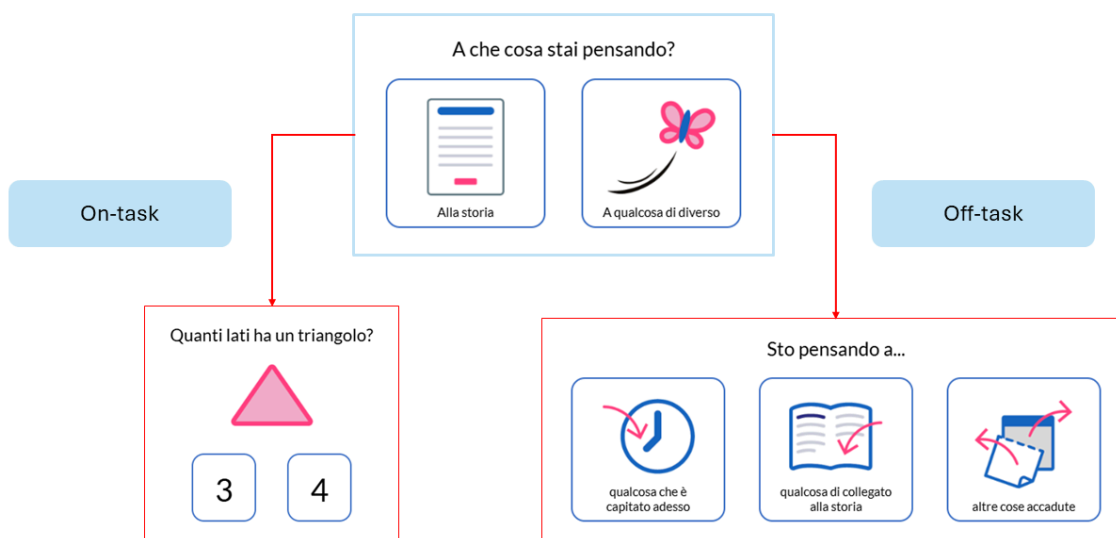 A che cosa stai pensando?
Alla storia
A qualcosa di diverso
On-task
Off-task
Quanti lati ha un triangolo?
3
4
Sto pensando a...
qualcosa che è
capitato adesso
qualcosa di collegato
alla storia
altre cose accadute